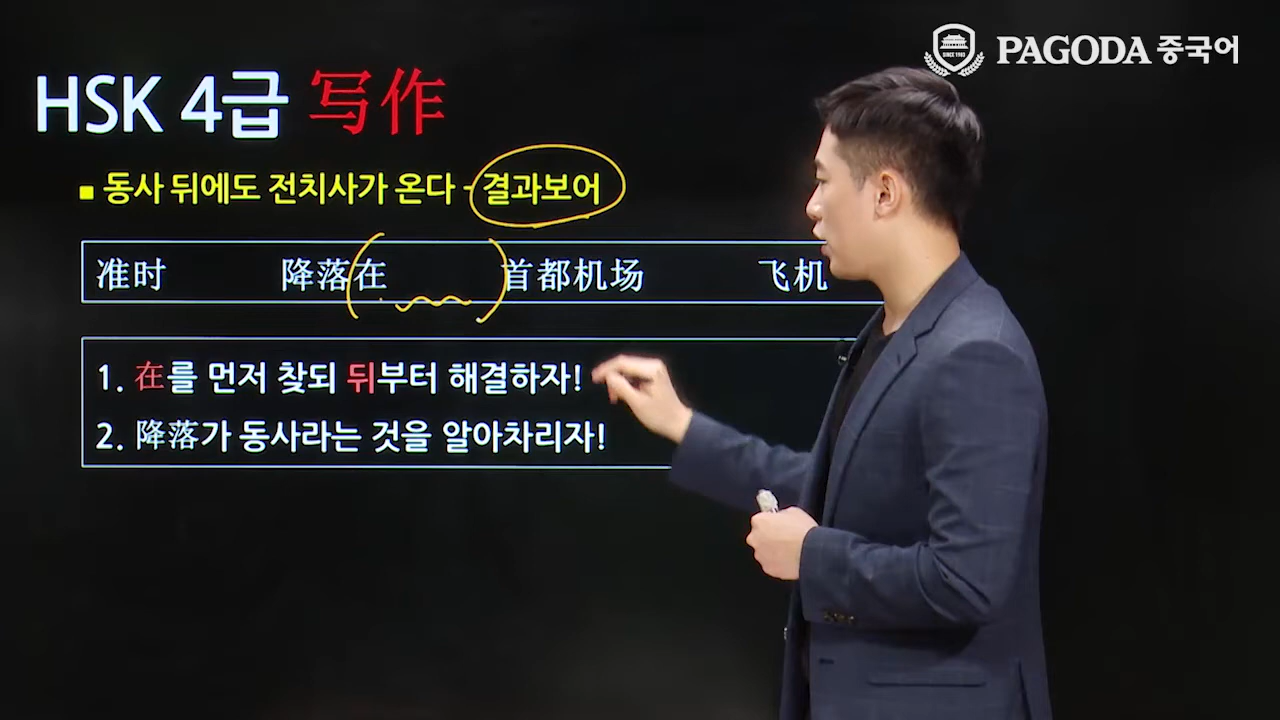 PAGODA 중국어
SINCE 1983
HSK 4급 写作
■ 동사 뒤에도 전치사가 온다 - 결과보어
准时 降落在 首都机场 飞机
1. 在를 먼저 찾되 뒤부터 해결하자!
2. 降落가 동사라는 것을 알아차리자!